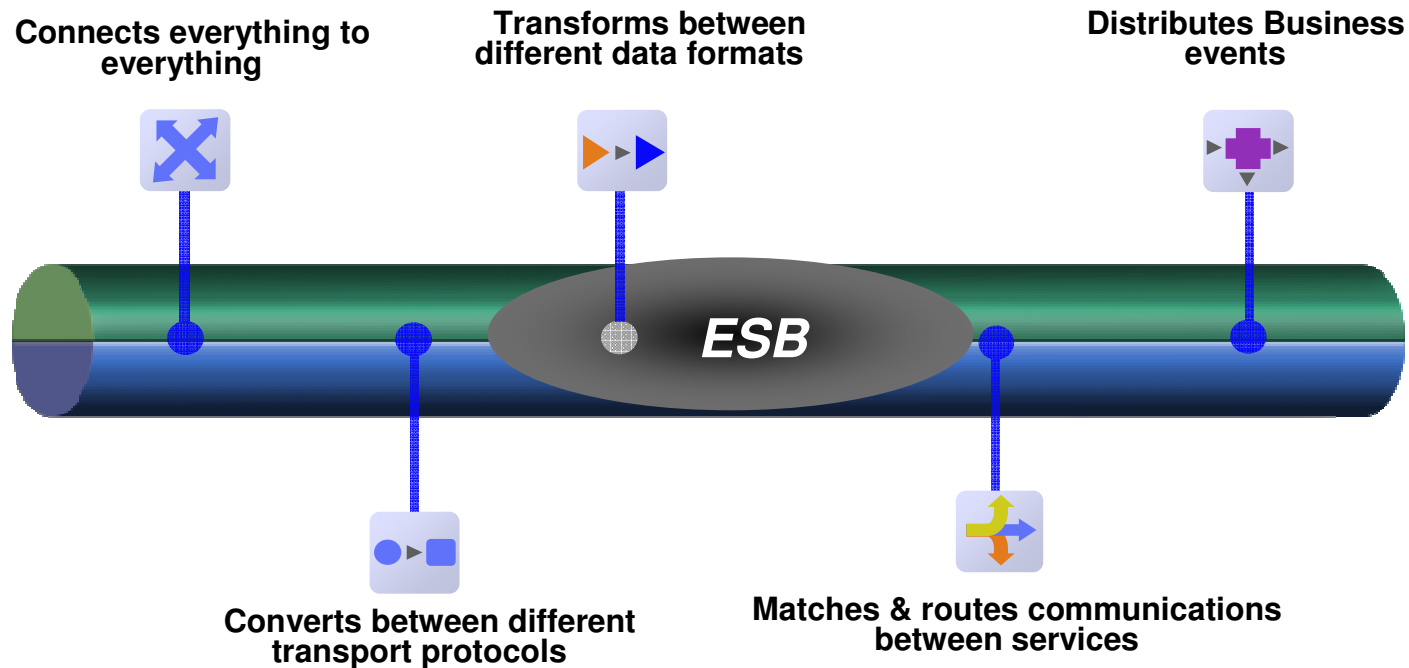 Connects everything to
everything
Transforms between
different data formats
Distributes Business
events
ESB
Converts between different
transport protocols
Matches & routes communications
between services